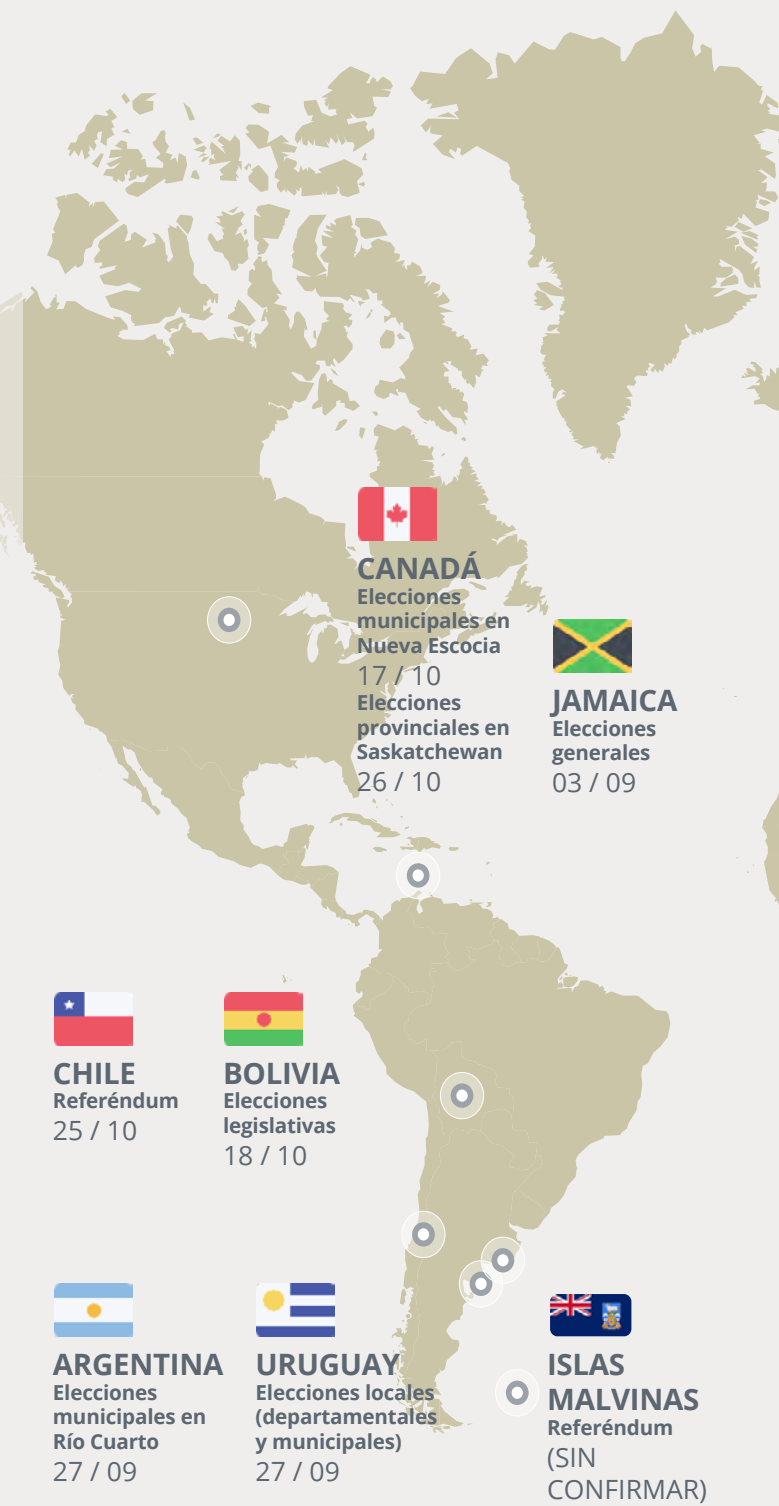 CANADÁ
Elecciones
municipales en
Nueva Escocia
17 / 10
Elecciones
provinciales en
Saskatchewan
26 / 10
JAMAICA
Elecciones
generales
03 / 09
CHILE
Referéndum
25 / 10
BOLIVIA
Elecciones
legislativas
18 / 10
ARGENTINA
Elecciones
municipales en
Río Cuarto
27 / 09
URUGUAY
Elecciones locales
(departamentales
y municipales)
27 / 09
ISLAS
MALVINAS
Referéndum
(SIN
CONFIRMAR)